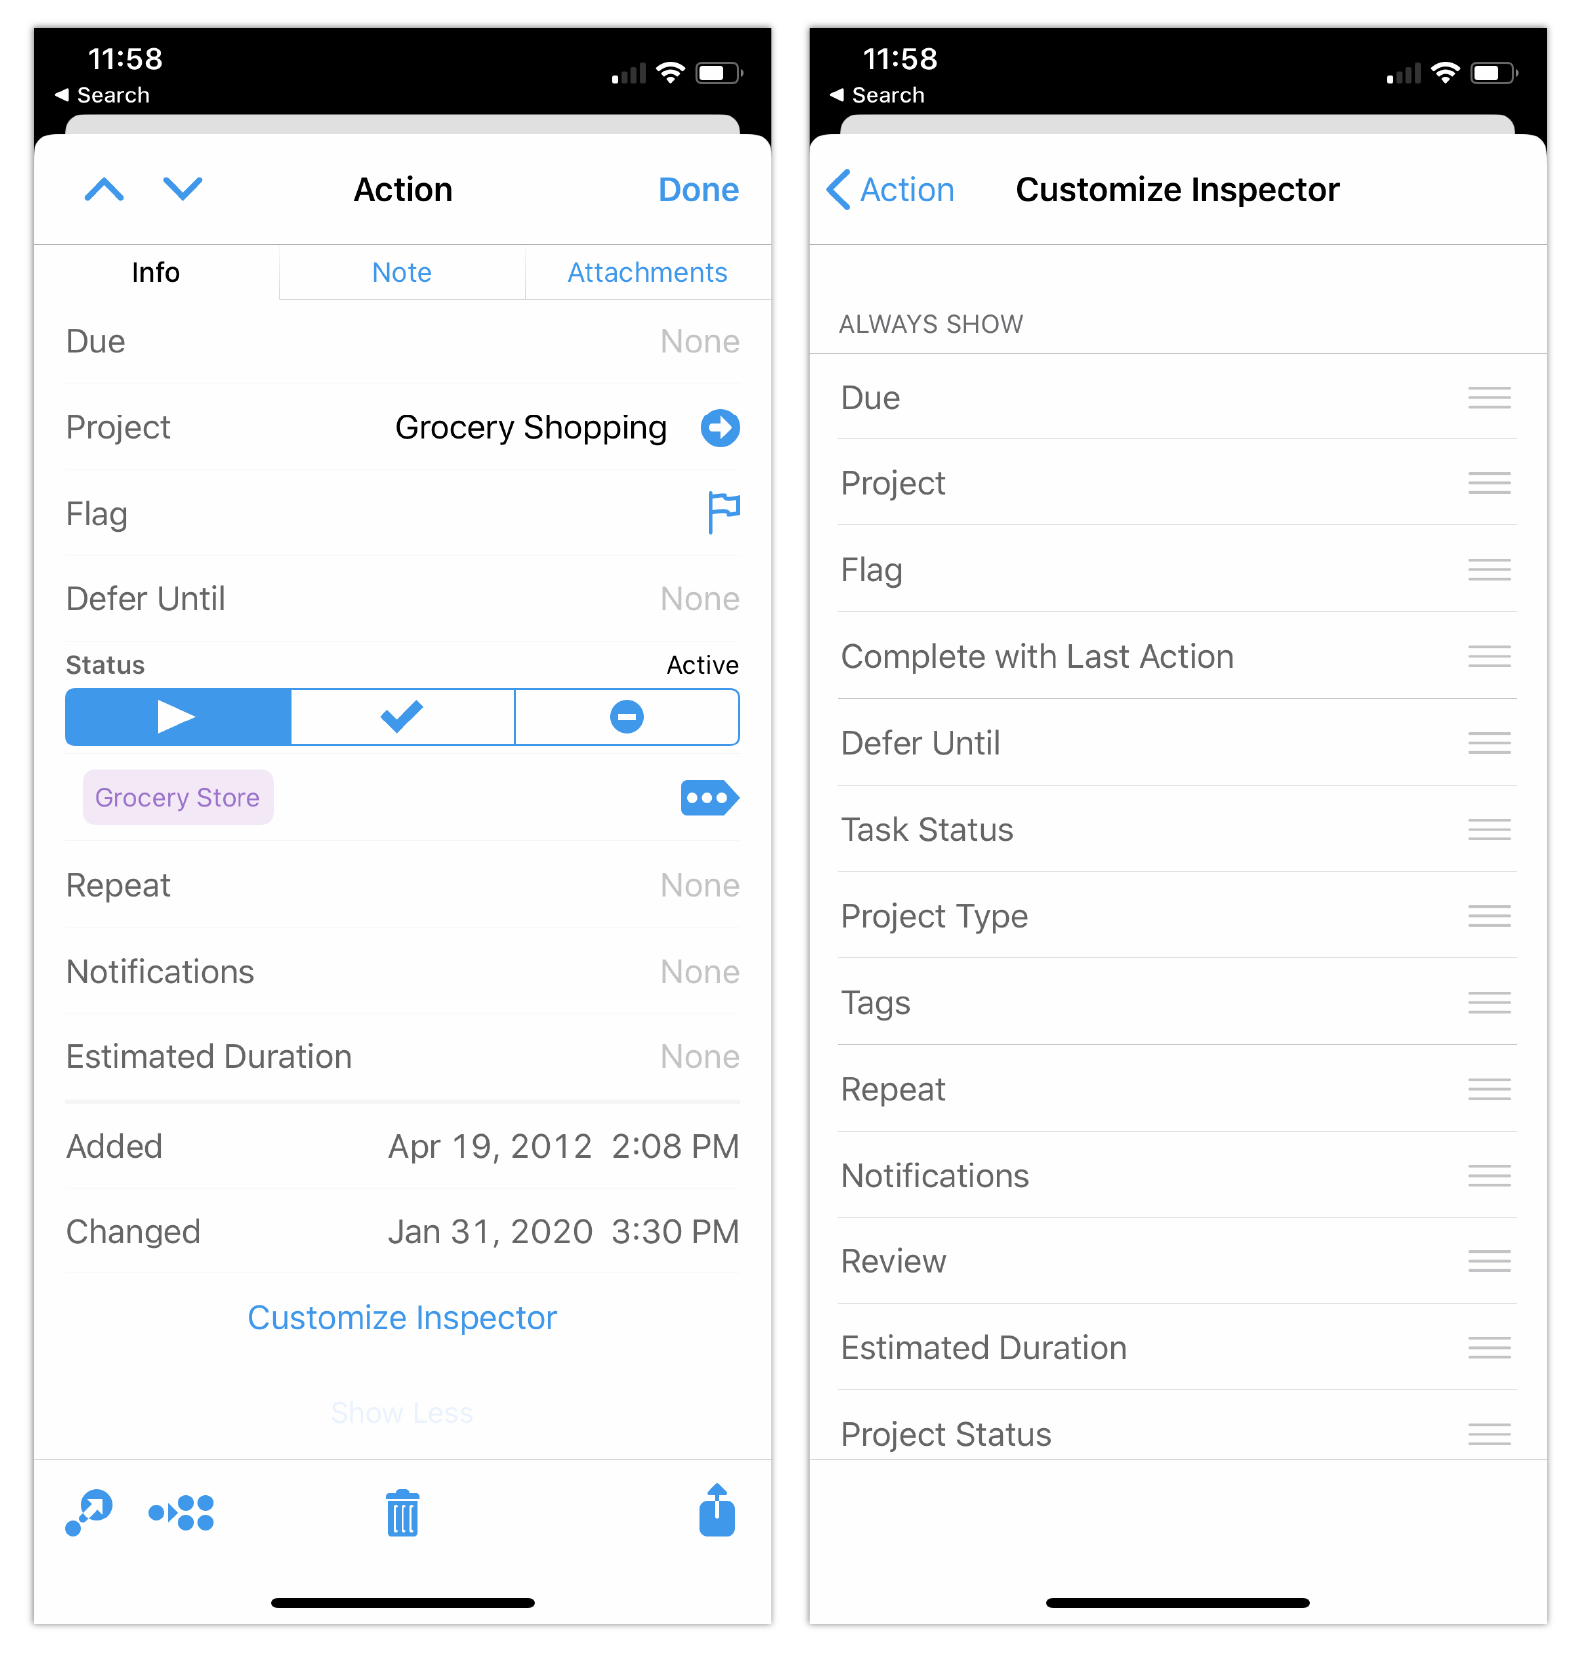 11:58
Search
Action
Done
Info
Note
Attachments
Due
None
Project
Grocery Shopping
Flag
Defer Until
None
Status
Active
Grocery Store
Repeat
None
Notifications
None
Estimated Duration
None
Added
Apr 19, 2012 2:08 PM
Changed
Jan 31, 2020 3:30 PM
Customize Inspector
Show Less
11:58
Search
Action
Customize Inspector
ALWAYS SHOW
Due
Project
Flag
Complete with Last Action
Defer Until
Task Status
Project Type
Tags
Repeat
Notifications
Review
Estimated Duration
Project Status